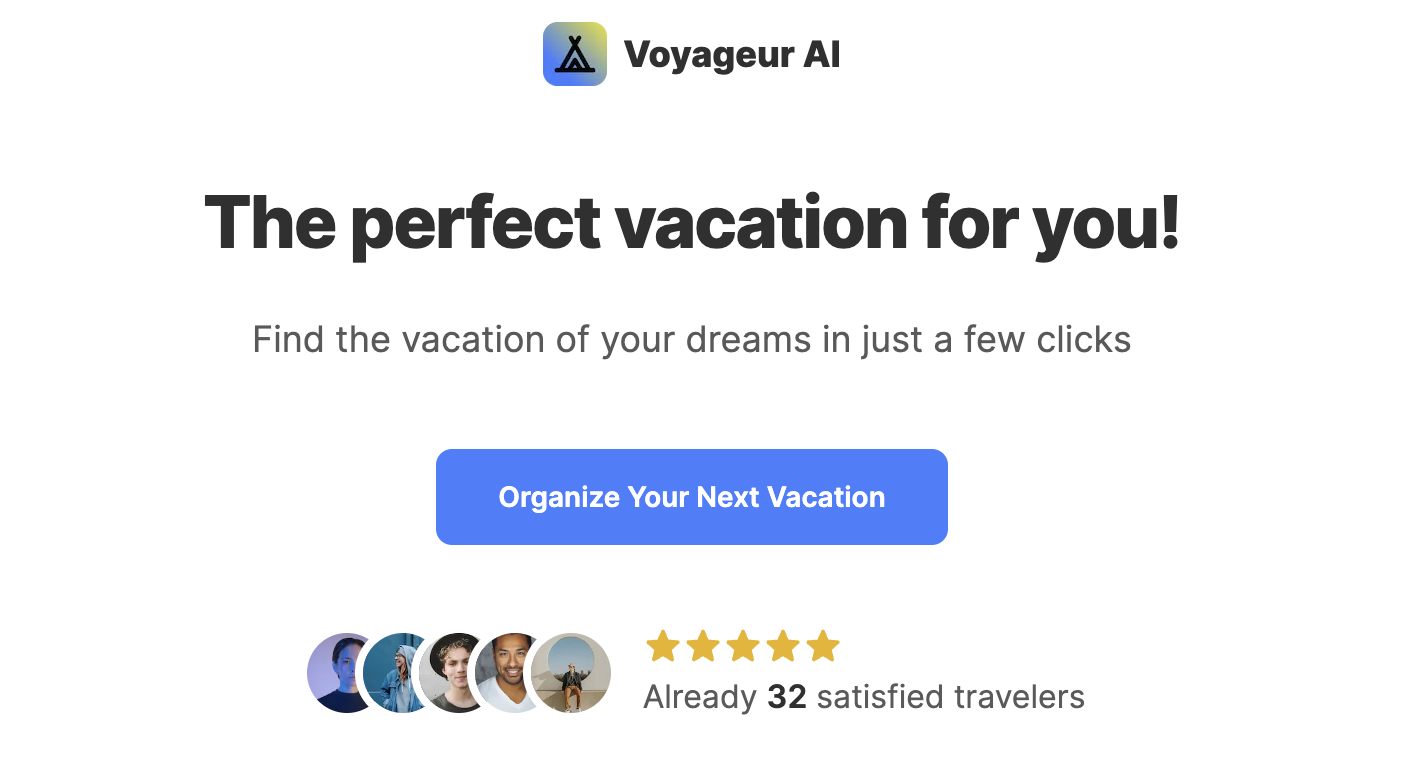 Voyageur AI
The perfect vacation for you!
Find the vacation of your dreams in just a few clicks
Organize Your Next Vacation
Already 32 satisfied travelers